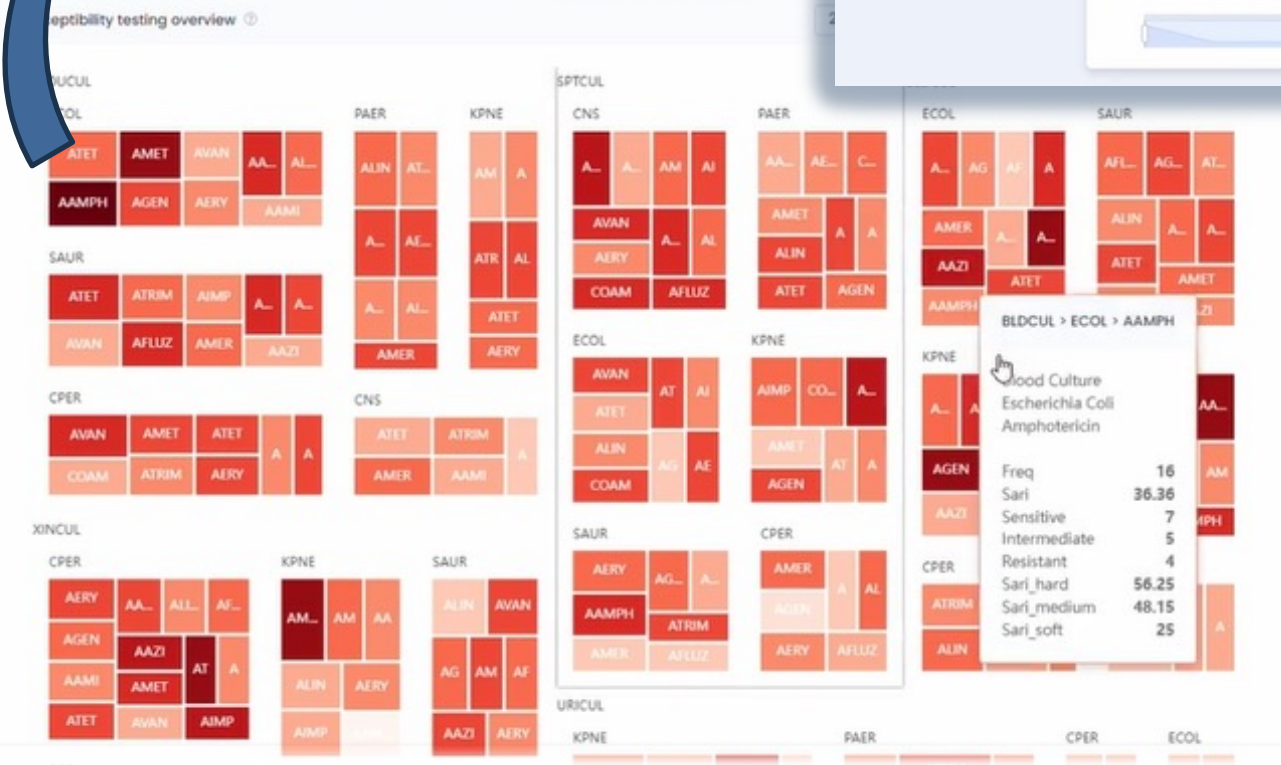 testing overview
SPTCUL
PAER
KPNE
CNS
PAER
ECOL
SAUR
ATET
AMET
AVAN
AA...
AL...
AAMPH
AGEN
AERY
AAMI
ALIN
AT...
A...
AE...
A...
AL...
AMER
AM
A
ATR
AL
ATET
AERY
SAUR
ATET
ATRIM
AIMP
A...
A...
AVAN
AFLUZ
AMER
AAZI
CPER
AVAN
AMET
ATET
A
A
COAM
ATRIM
AERY
CNS
ATET
ATRIM
A
AMER
AAMI
A...
A...
AM
AI
AVAN
A...
AL
AERY
COAM
AFLUZ
AA...
AE...
C...
AMET
A
A
ALIN
ATET
AGEN
ECOL
AVAN
AT
AI
ATET
ALIN
AG
AE
COAM
KPNE
AIMP
CO...
A...
AMET
AT
A
AGEN
SAUR
AERY
AG...
A...
AAMPH
ATRIM
AMER
AFLUZ
CPER
AMER
A
AL
AGEN
AERY
AFLUZ
A...
AG
AF
A
AMER
A...
A...
AAZI
ATET
AAMPH
AFL...
AG...
AT...
ALIN
A...
A...
ATET
AMET
KPNE
A...
AGEN
AAZI
AA...
AM
CPER
ATRIM
ALIN
A
BLDCUL > ECOL > AAMPH
Blood Culture
Escherichia Coli
Amphotericin
Freq 16
Sari 36.36
Sensitive 7
Intermediate 5
Resistant 4
Sari_hard 56.25
Sari_medium 48.15
Sari_soft 25
XINCUL
CPER
KPNE
SAUR
AERY
AA...
ALI...
AF...
AGEN
AAZI
AT
A
AAMI
AMET
ATET
AVAN
AIMP
AM...
AM
AA
ALIN
AERY
AIMP
ALIN
AVAN
AG
AM
AF
AAZI
AERY
URICUL
KPNE
PAER
CPER
ECOL